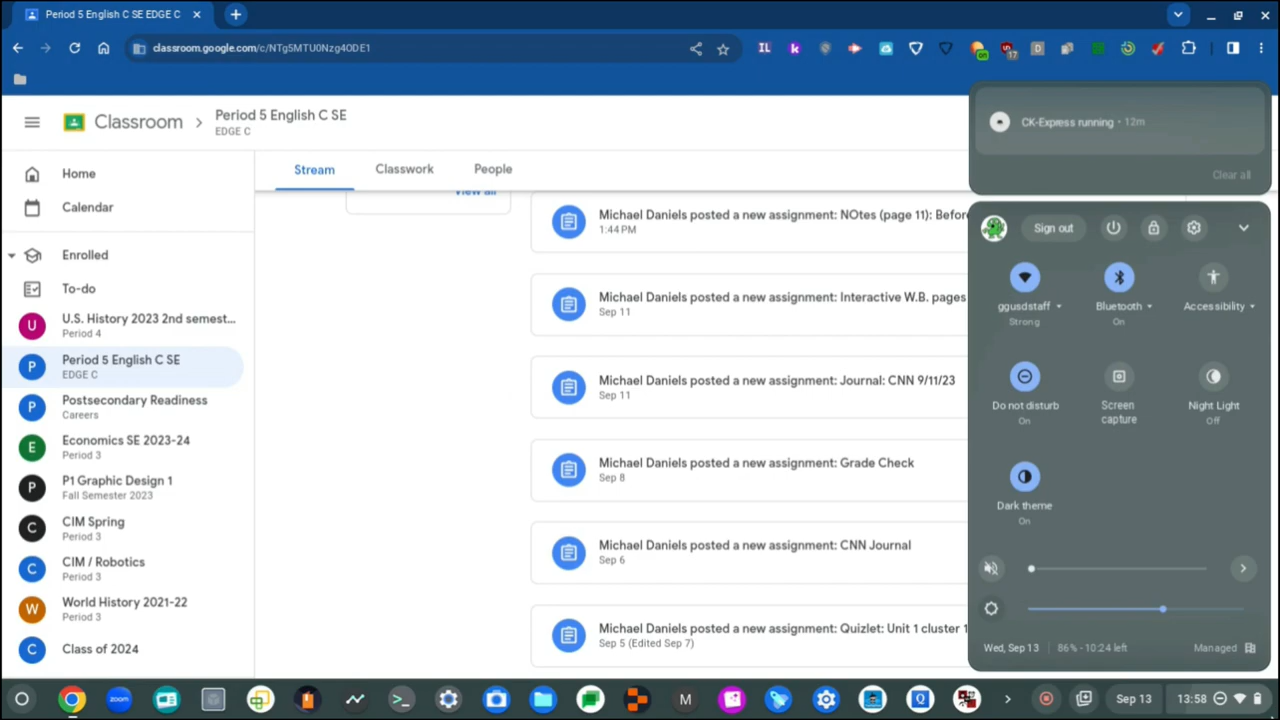 Period 5 English C SE EDGE C
classroom.google.com/c/NTg5MTU0Nzg4ODE1
IL
k
on
17
D
Classroom
Period 5 English C SE
EDGE C
Home
Calendar
Enrolled
To-do
U
U.S. History 2023 2nd semest...
Period 4
P
Period 5 English C SE
EDGE C
P
Postsecondary Readiness
Careers
E
Economics SE 2023-24
Period 3
P
P1 Graphic Design 1
Fall Semester 2023
C
CIM Spring
Period 3
C
CIM / Robotics
Period 3
W
World History 2021-22
Period 3
C
Class of 2024
Stream
Classwork
People
View all
Michael Daniels posted a new assignment: NOtes (page 11): Before
1:44 PM
Michael Daniels posted a new assignment: Interactive W.B. pages
Sep 11
Michael Daniels posted a new assignment: Journal: CNN 9/11/23
Sep 11
Michael Daniels posted a new assignment: Grade Check
Sep 8
Michael Daniels posted a new assignment: CNN Journal
Sep 6
Michael Daniels posted a new assignment: Quizlet: Unit 1 cluster 1
Sep 5 (Edited Sep 7)
CK-Express running • 12m
Clear all
Sign out
ggusdstaff
Strong
Bluetooth
On
Accessibility
Do not disturb
On
Screen
capture
Night Light
Off
Dark theme
On
Wed, Sep 13
86% - 10:24 left
Managed
zoom
M
Q
Sep 13
13:58